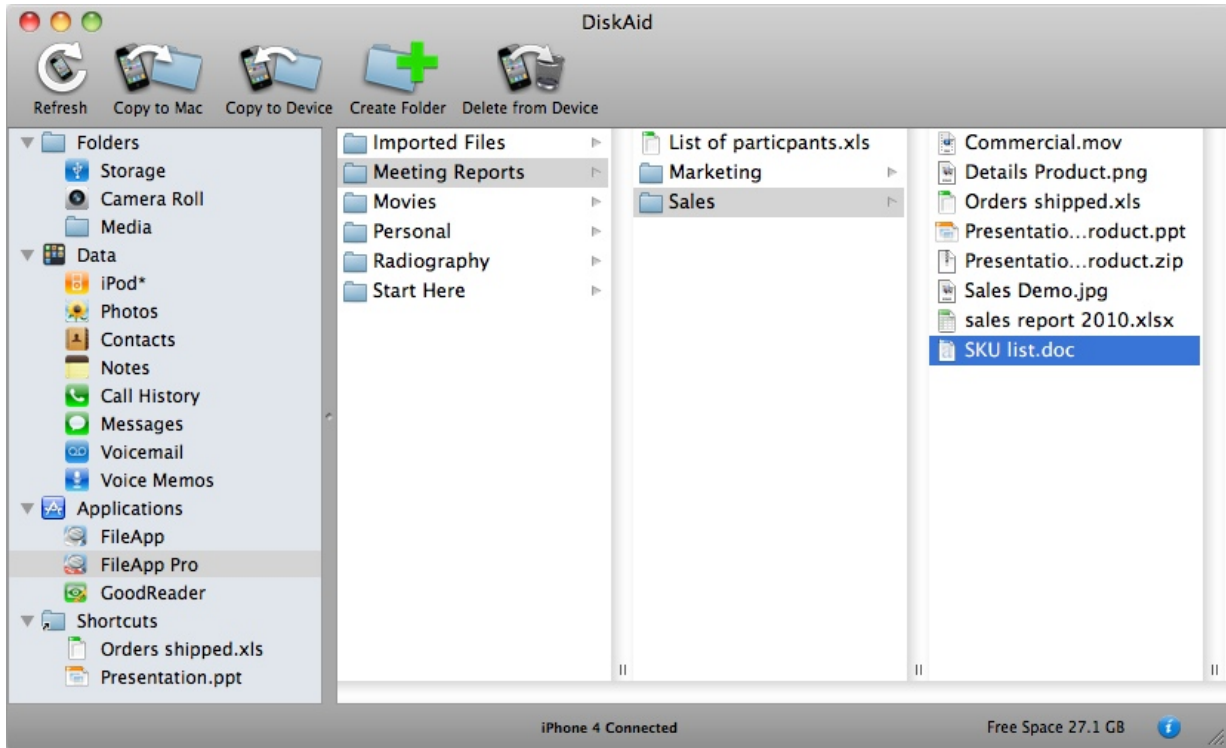 DiskAid
Refresh
Copy to Mac
Copy to Device
Create Folder
Delete from Device
Folders
Storage
Camera Roll
Media
Data
iPod*
Photos
Contacts
Notes
Call History
Messages
Voicemail
Voice Memos
Applications
FileApp
FileApp Pro
GoodReader
Shortcuts
Orders shipped.xls
Presentation.ppt
Imported Files
Meeting Reports
Movies
Personal
Radiography
Start Here
List of particpants.xls
Marketing
Sales
Commercial.mov
Details Product.png
Orders shipped.xls
Presentatio...roduct.ppt
Presentatio...roduct.zip
Sales Demo.jpg
sales report 2010.xlsx
SKU list.doc
iPhone 4 Connected
Free Space 27.1 GB